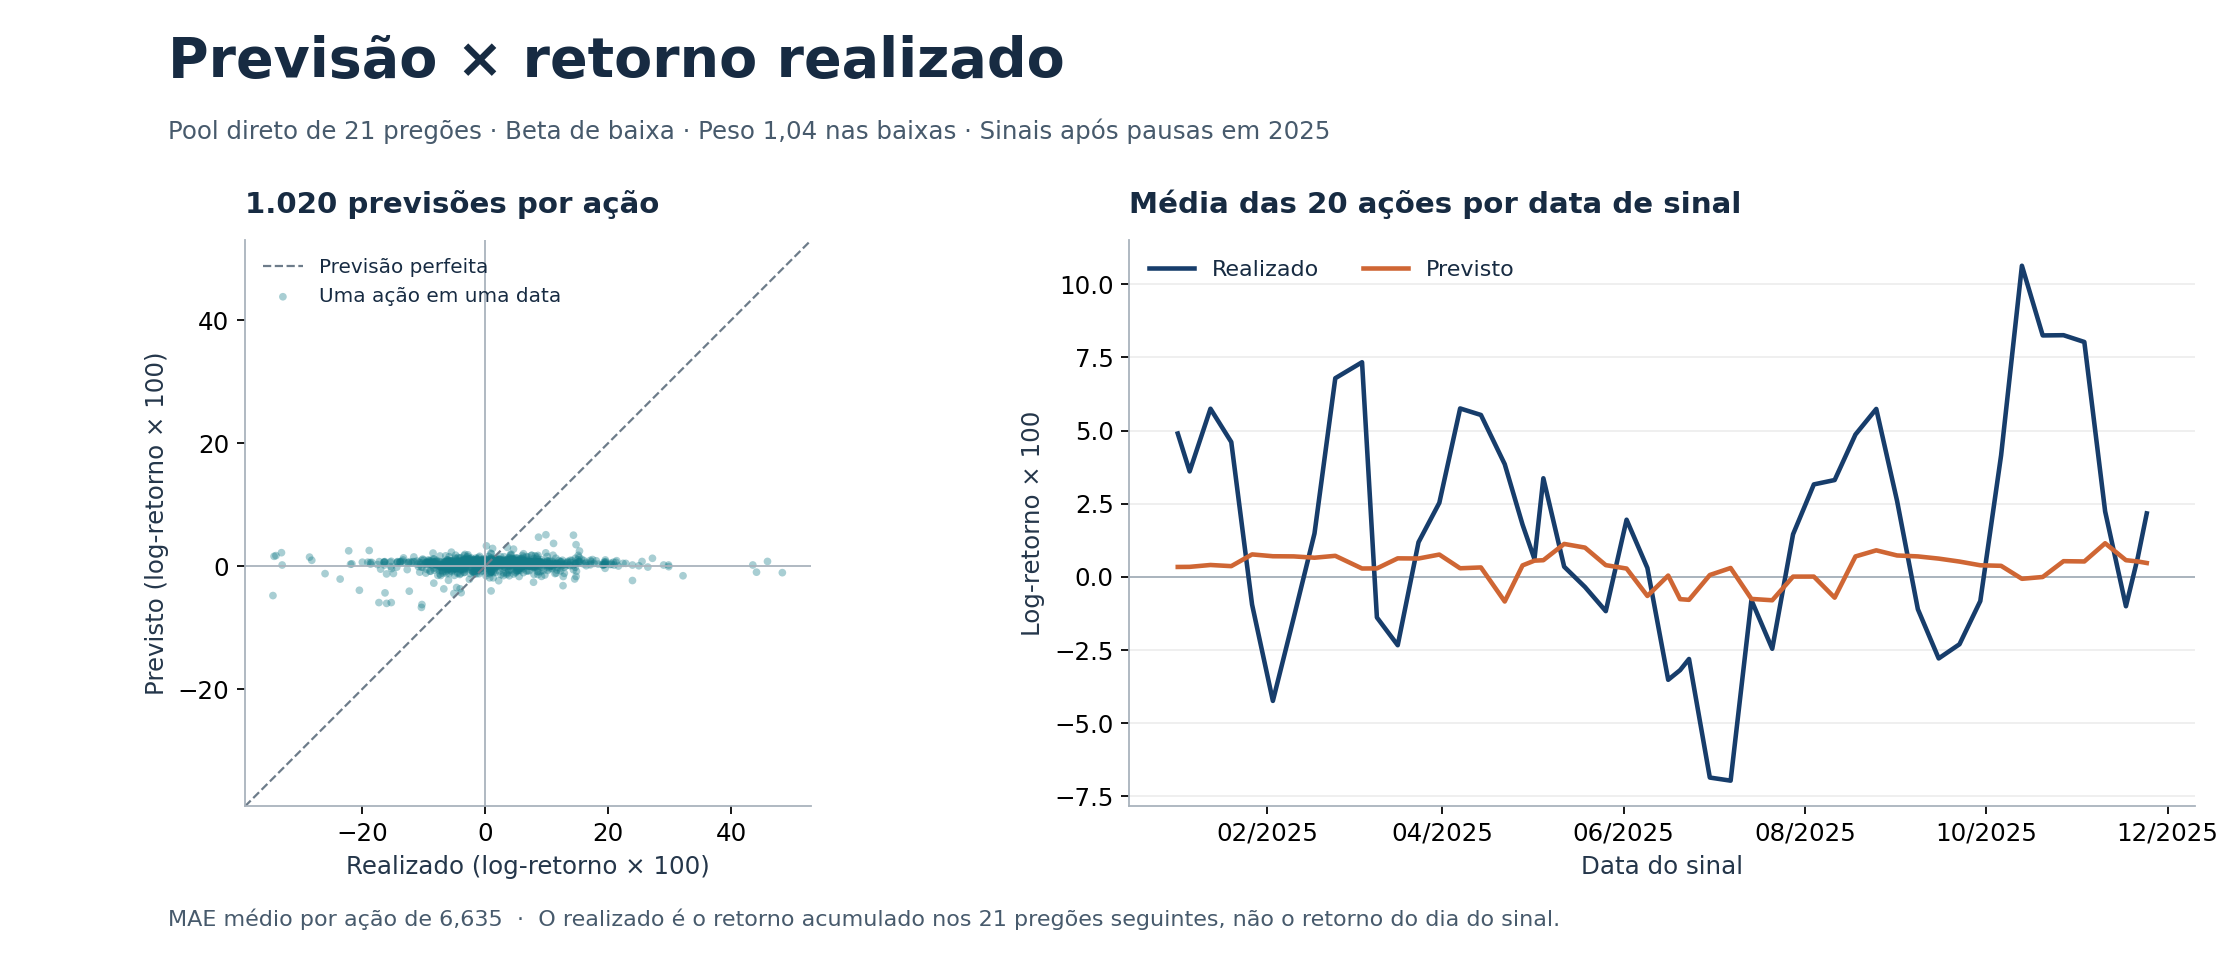 Previsão × retorno realizado
Pool direto de 21 pregões · Beta de baixa · Peso 1,04 nas baixas · Sinais após pausas em 2025
1.020 previsões por ação
Previsão perfeita
Uma ação em uma data
Previsto (log-retorno × 100)
40
20
0
−20
−20
0
20
40
Realizado (log-retorno × 100)
Média das 20 ações por data de sinal
Realizado
Previsto
Log-retorno × 100
10.0
7.5
5.0
2.5
0.0
−2.5
−5.0
−7.5
02/2025
04/2025
06/2025
08/2025
10/2025
12/2025
Data do sinal
MAE médio por ação de 6,635 · O realizado é o retorno acumulado nos 21 pregões seguintes, não o retorno do dia do sinal.